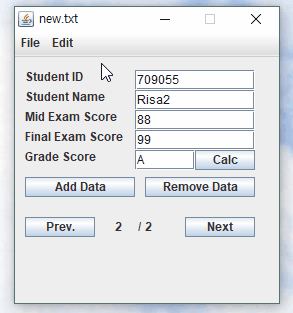 new.txt
File Edit
Student ID 709055
Student Name Risa2
Mid Exam Score 88
Final Exam Score 99
Grade Score A Calc
Add Data Remove Data
Prev. 2 / 2 Next